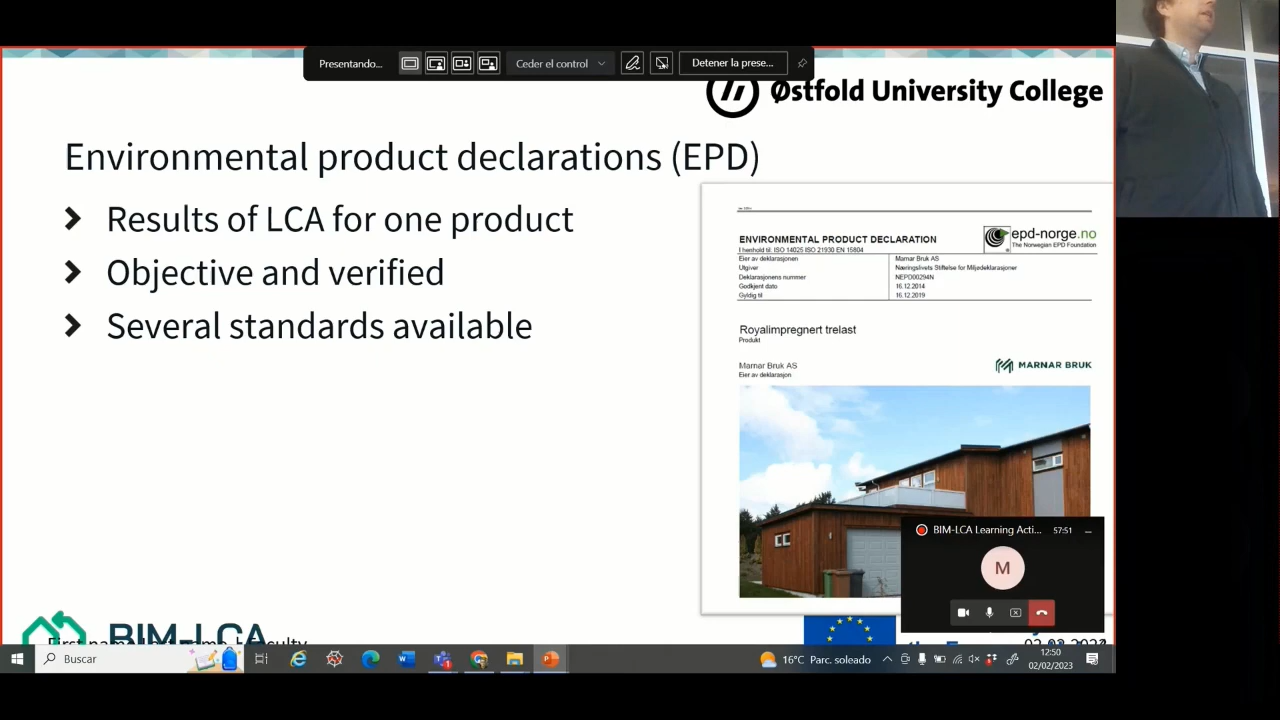 Presentando...
Ceder el control
Detener la prese...
Østfold University College
Environmental product declarations (EPD)
Results of LCA for one product
Objective and verified
Several standards available
ENVIRONMENTAL PRODUCT DECLARATION
epd-norge.no
The Norwegian EPD Foundation
I henhold til: ISO 14025 ISO 21930 EN 15804
Eier av deklarasjonen
Marnar Bruk AS
Utgiver
Næringslivets Stiftelse for Miljødeklarasjoner
Deklarasjonens nummer
NEPD00294N
Godkjent dato
16.12.2014
Gyldig til
16.12.2019
Royalimpregnert trelast
Produkt
Marnar Bruk AS
Eier av deklarasjon
MARNAR BRUK
BIM-LCA Learning Acti...
57:51
M
BIM-LCA
Buscar
16°C Parc. soleado
12:50
02/02/2023